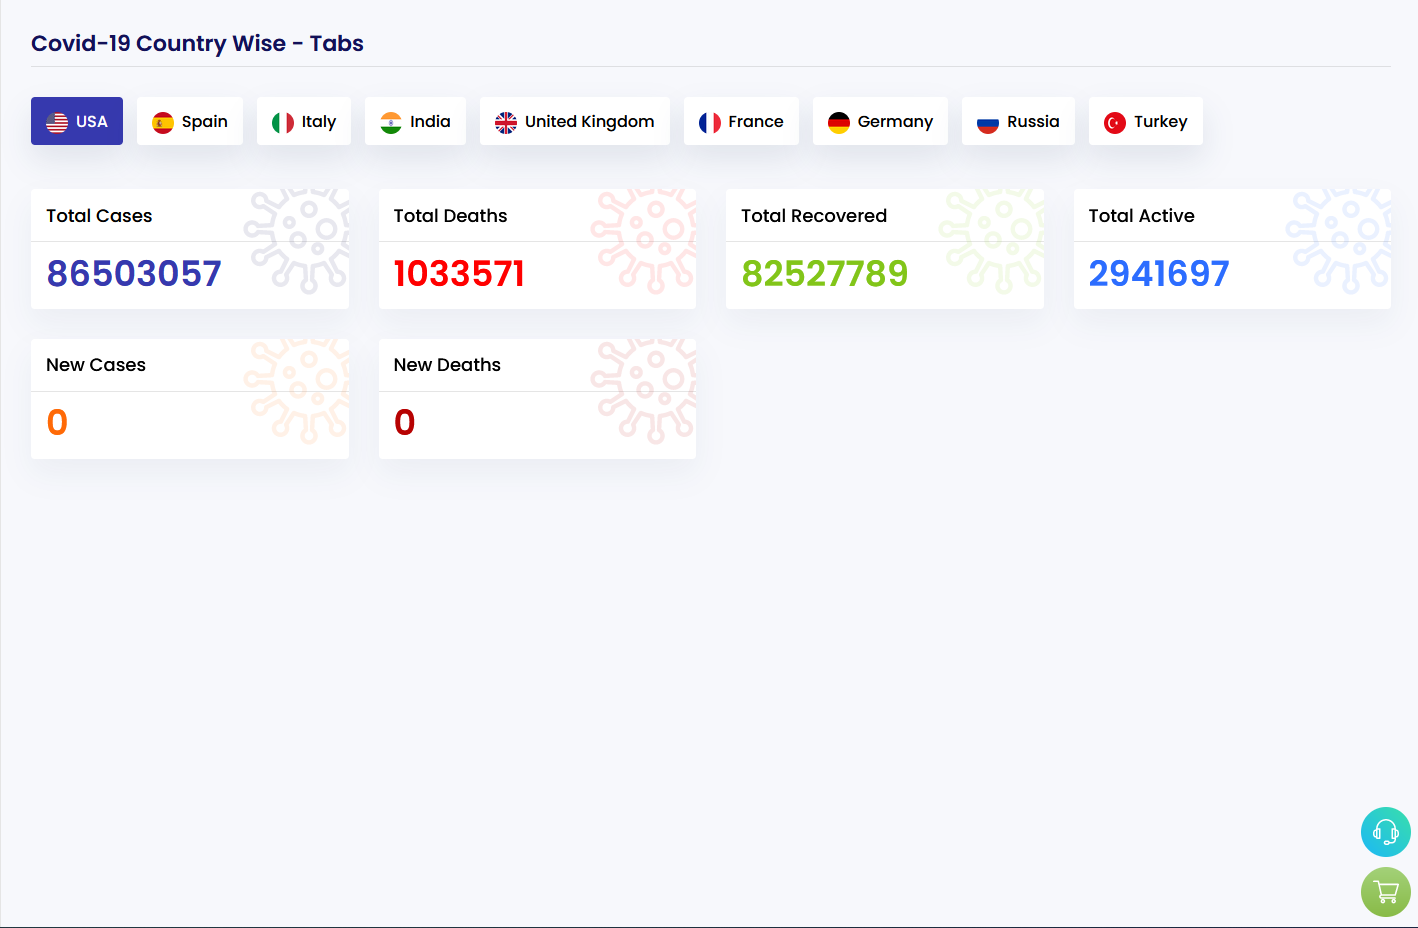 Covid-19 Country Wise - Tabs
USA Spain Italy India United Kingdom France Germany Russia Turkey
Total Cases Total Deaths Total Recovered Total Active
86503057 1033571 82527789 2941697
New Cases New Deaths
0 0